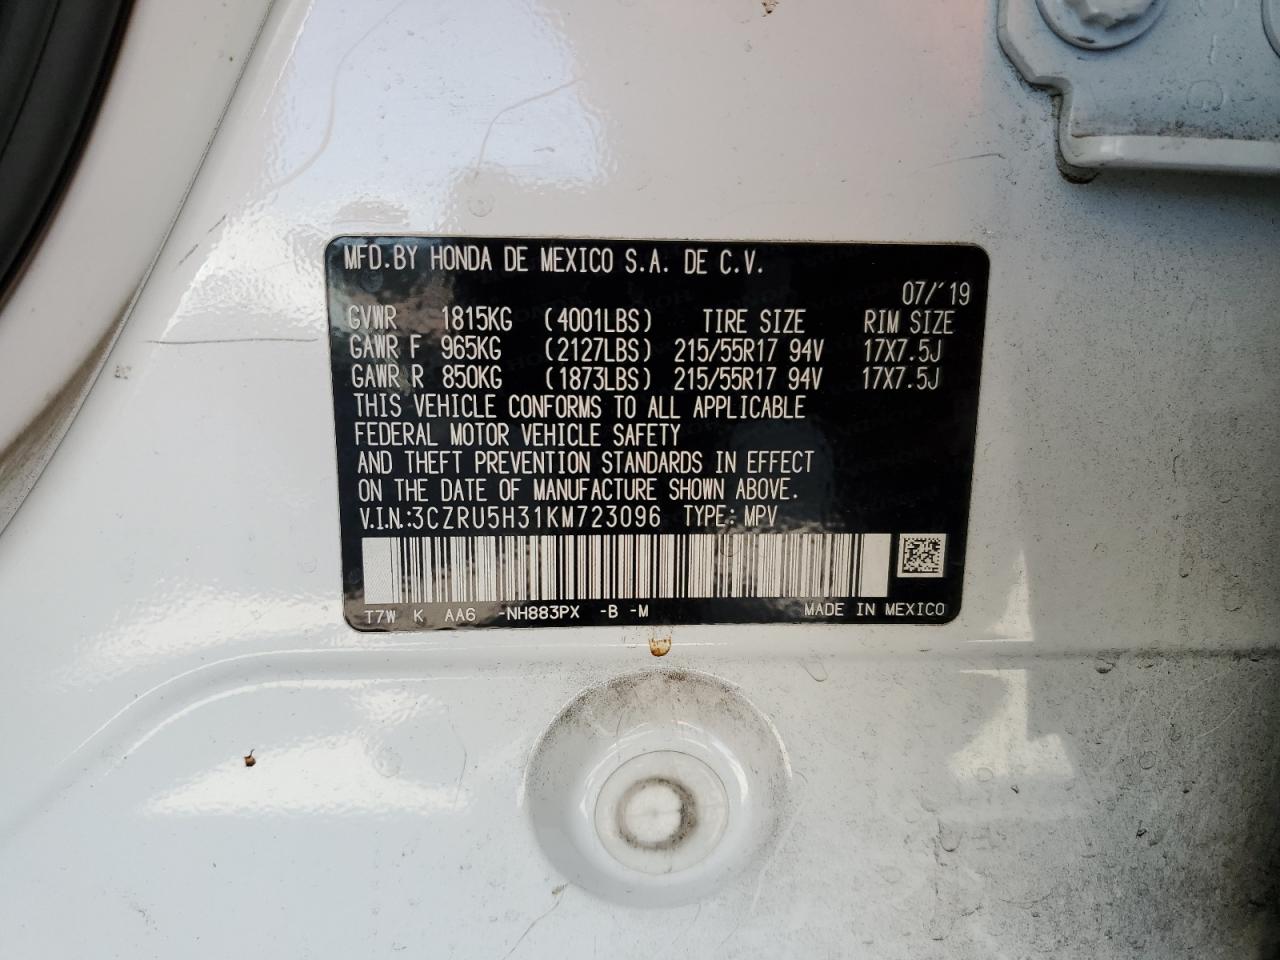 MFD.BY HONDA DE MEXICO S.A. DE C.V.
07/'19
GVWR 1815KG (4001LBS) TIRE SIZE RIM SIZE
GAWR F 965KG (2127LBS) 215/55R17 94V 17X7.5J
GAWR R 850KG (1873LBS) 215/55R17 94V 17X7.5J
THIS VEHICLE CONFORMS TO ALL APPLICABLE
FEDERAL MOTOR VEHICLE SAFETY
AND THEFT PREVENTION STANDARDS IN EFFECT
ON THE DATE OF MANUFACTURE SHOWN ABOVE.
V.I.N.:3CZRU5H31KM723096 TYPE: MPV
T7W K AA6 -NH883PX -B -M MADE IN MEXICO